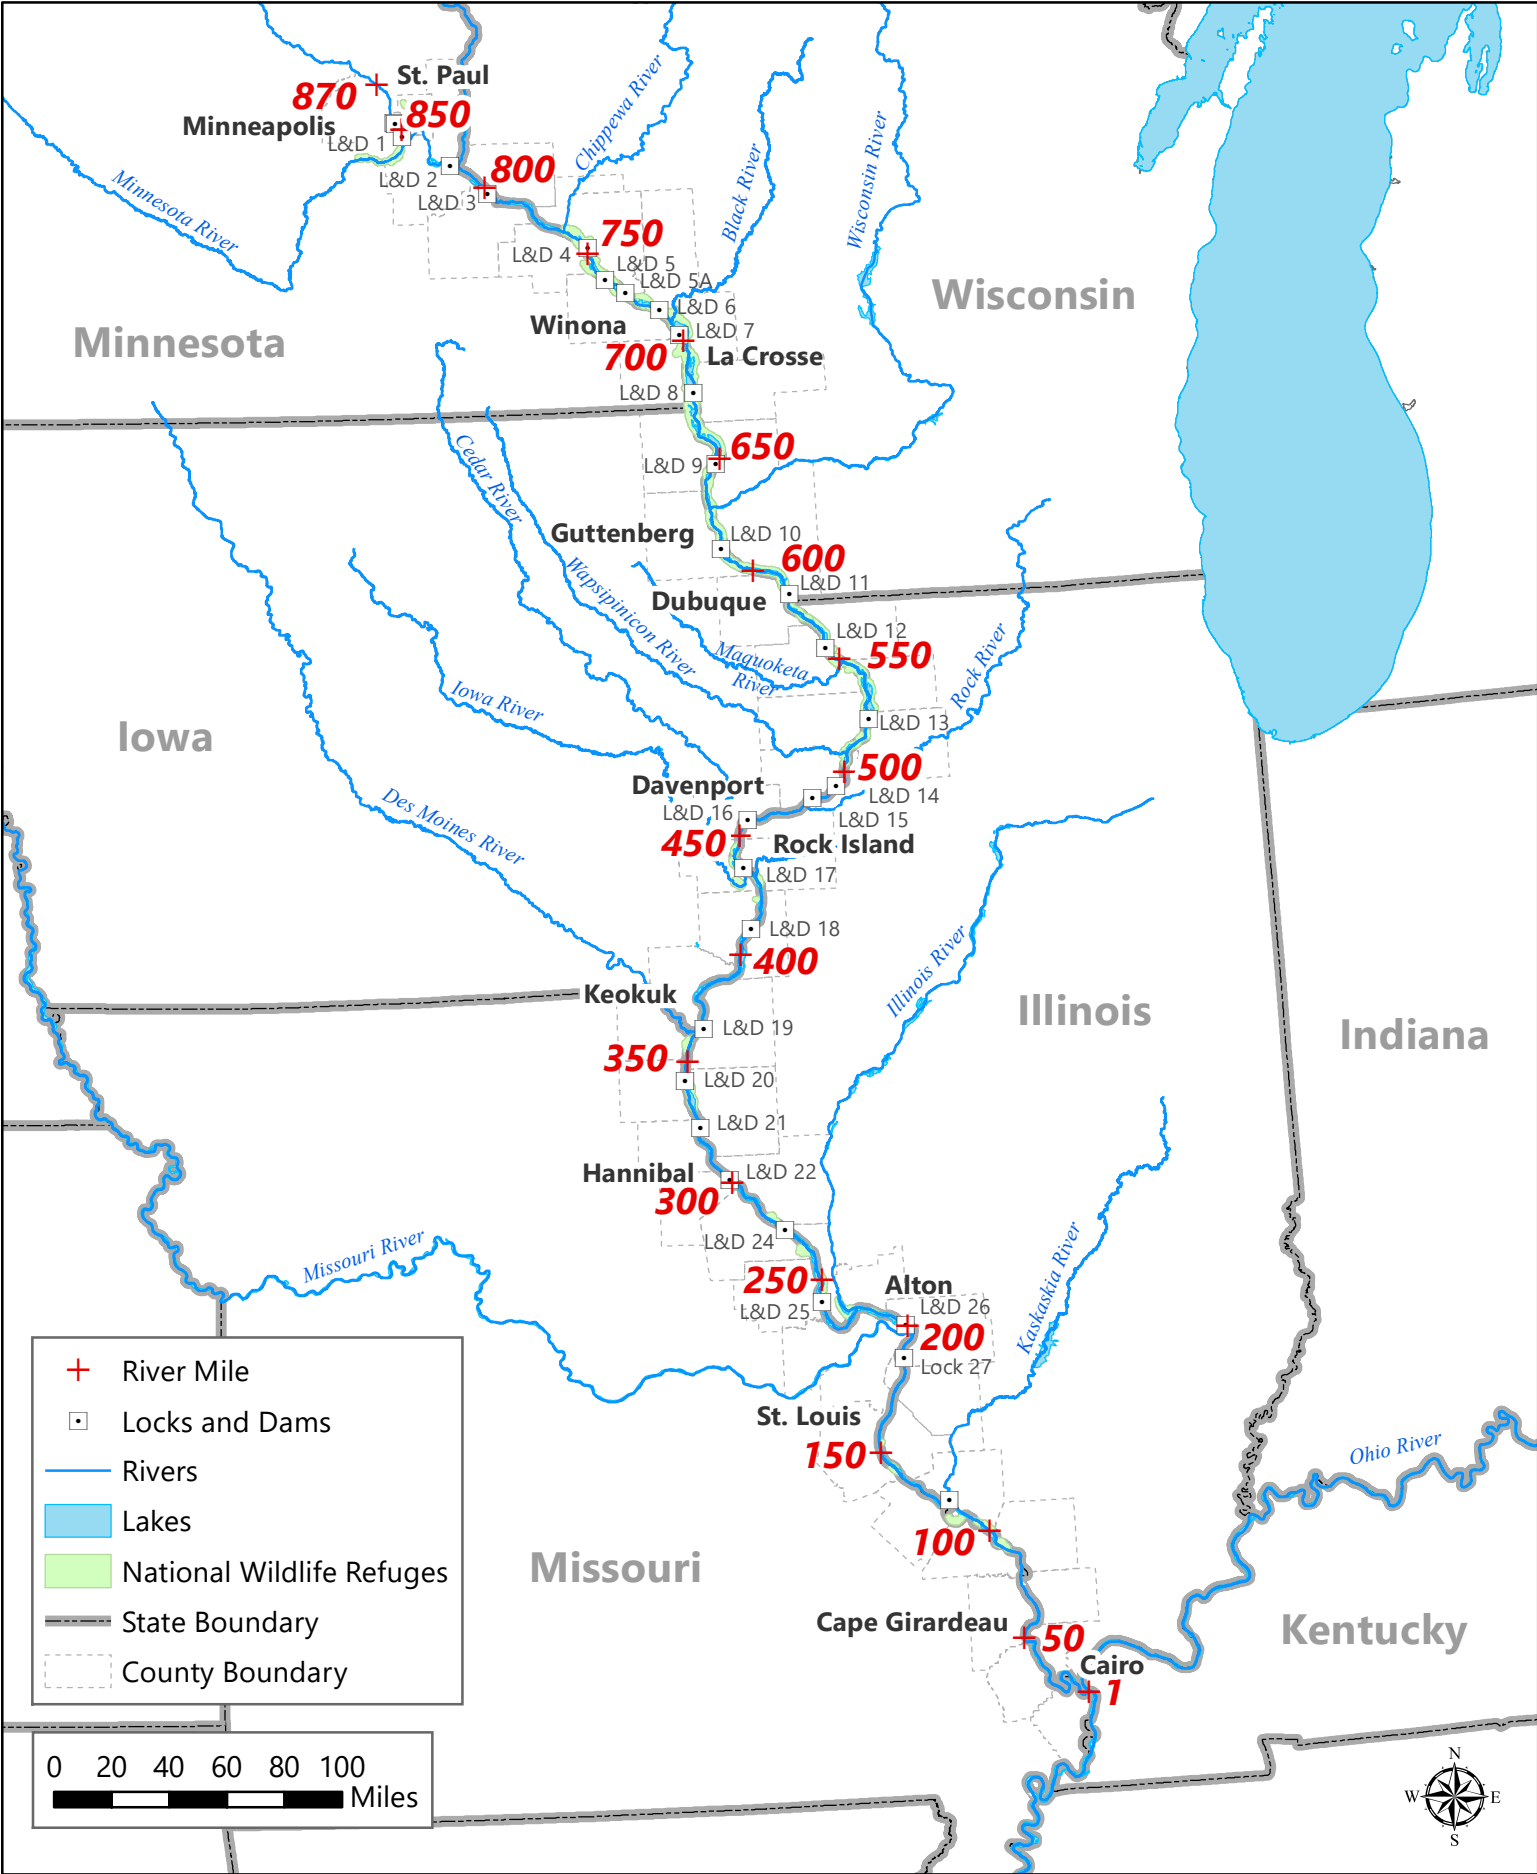 St. Paul
870
850
Minneapolis
L&D 1
Chippewa River
Black River
Wisconsin River
800
L&D 2
L&D 3
Minnesota River
750
L&D 4
L&D 5
L&D 5A
Wisconsin
L&D 6
Winona
L&D 7
Minnesota
700
La Crosse
L&D 8
650
L&D 9
Cedar River
Guttenberg
L&D 10
600
L&D 11
Dubuque
Wapsipinicon River
L&D 12
Maquoketa
River
550
Rock River
Iowa River
L&D 13
Iowa
500
Davenport
L&D 14
L&D 16
L&D 15
Des Moines River
450
Rock Island
L&D 17
L&D 18
400
Illinois River
Keokuk
Illinois
L&D 19
Indiana
350
L&D 20
L&D 21
Hannibal
L&D 22
300
L&D 24
Missouri River
250
Alton
Kaskaskia River
L&D 25
L&D 26
200
Lock 27
St. Louis
150
Ohio River
100
Missouri
Cape Girardeau
50
Kentucky
Cairo
1
River Mile
Locks and Dams
Rivers
Lakes
National Wildlife Refuges
State Boundary
County Boundary
0 20 40 60 80 100
Miles
N
W E
S